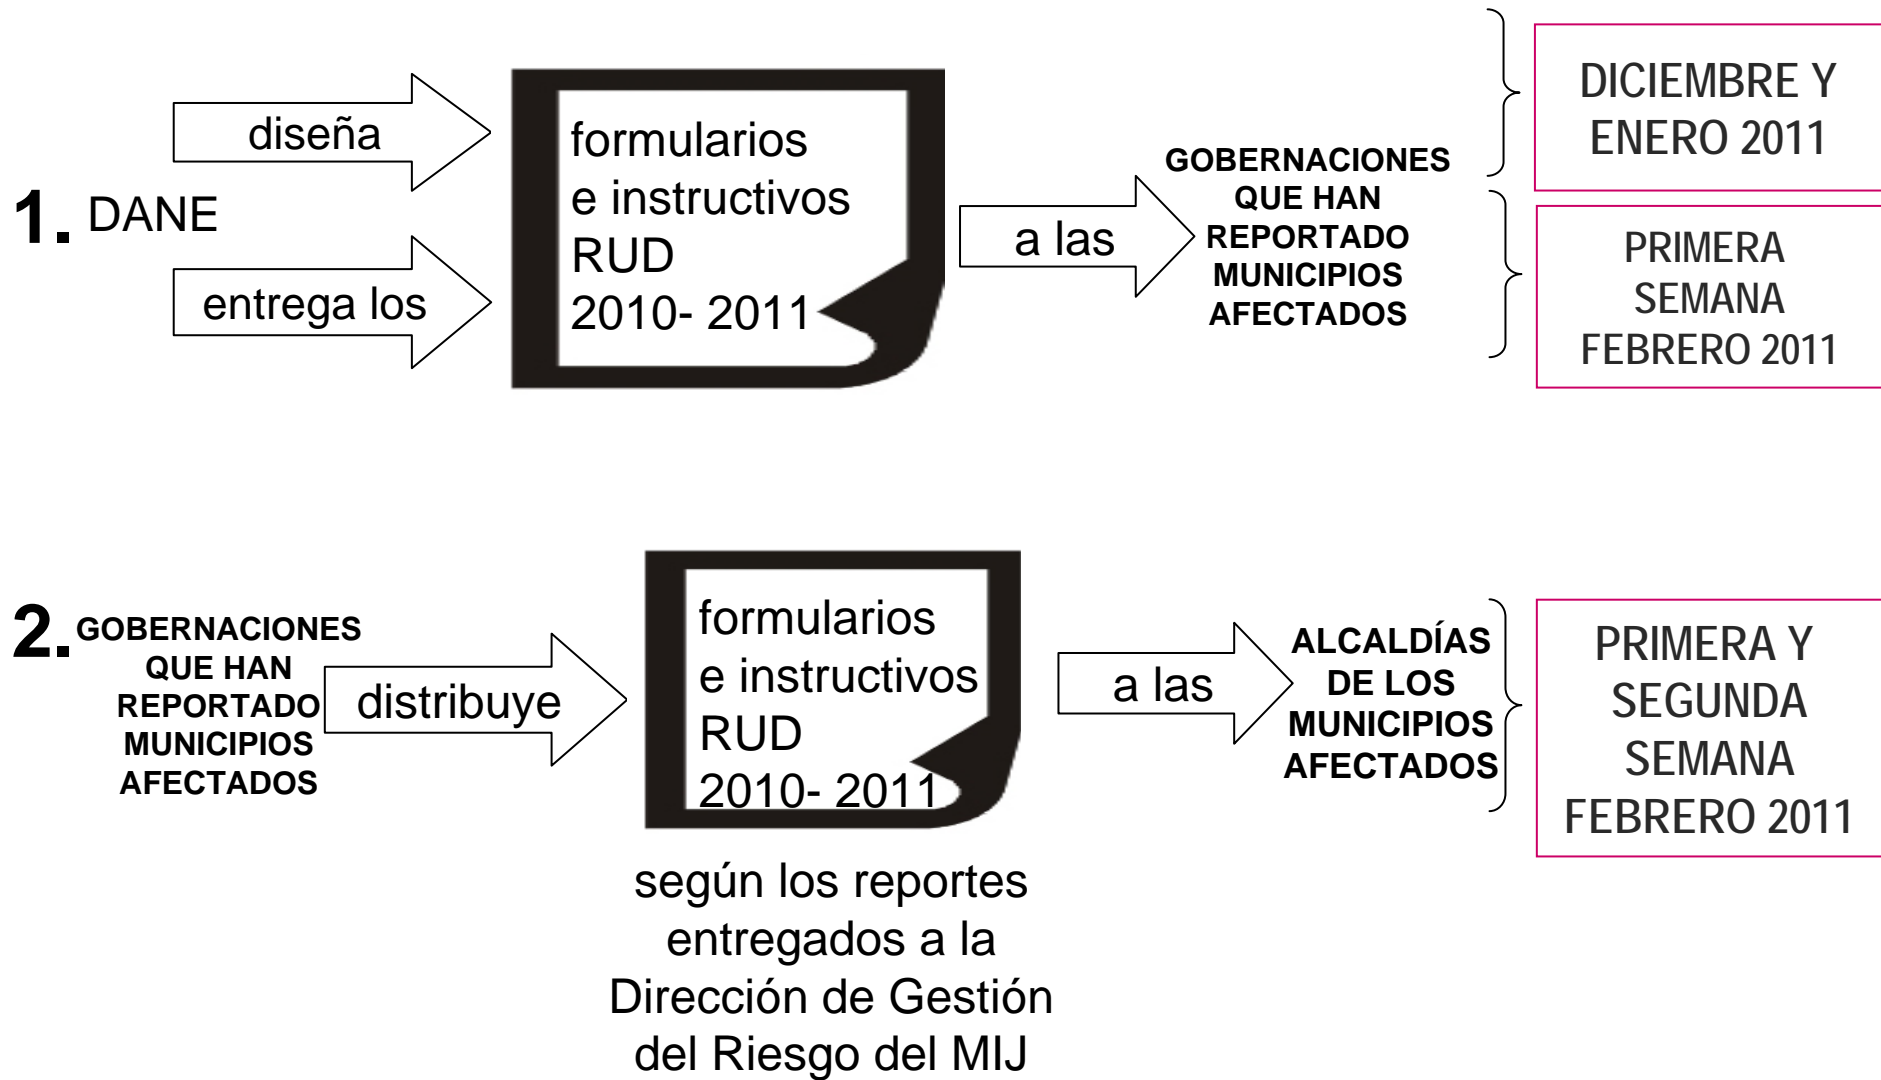 1. DANE
diseña
entrega los
formularios
e instructivos
RUD
2010- 2011
a las
GOBERNACIONES
QUE HAN
REPORTADO
MUNICIPIOS
AFECTADOS
DICIEMBRE Y
ENERO 2011
PRIMERA
SEMANA
FEBRERO 2011
2.
GOBERNACIONES
QUE HAN
REPORTADO
MUNICIPIOS
AFECTADOS
distribuye
formularios
e instructivos
RUD
2010- 2011
según los reportes
entregados a la
Dirección de Gestión
del Riesgo del MIJ
a las
ALCALDÍAS
DE LOS
MUNICIPIOS
AFECTADOS
PRIMERA Y
SEGUNDA
SEMANA
FEBRERO 2011